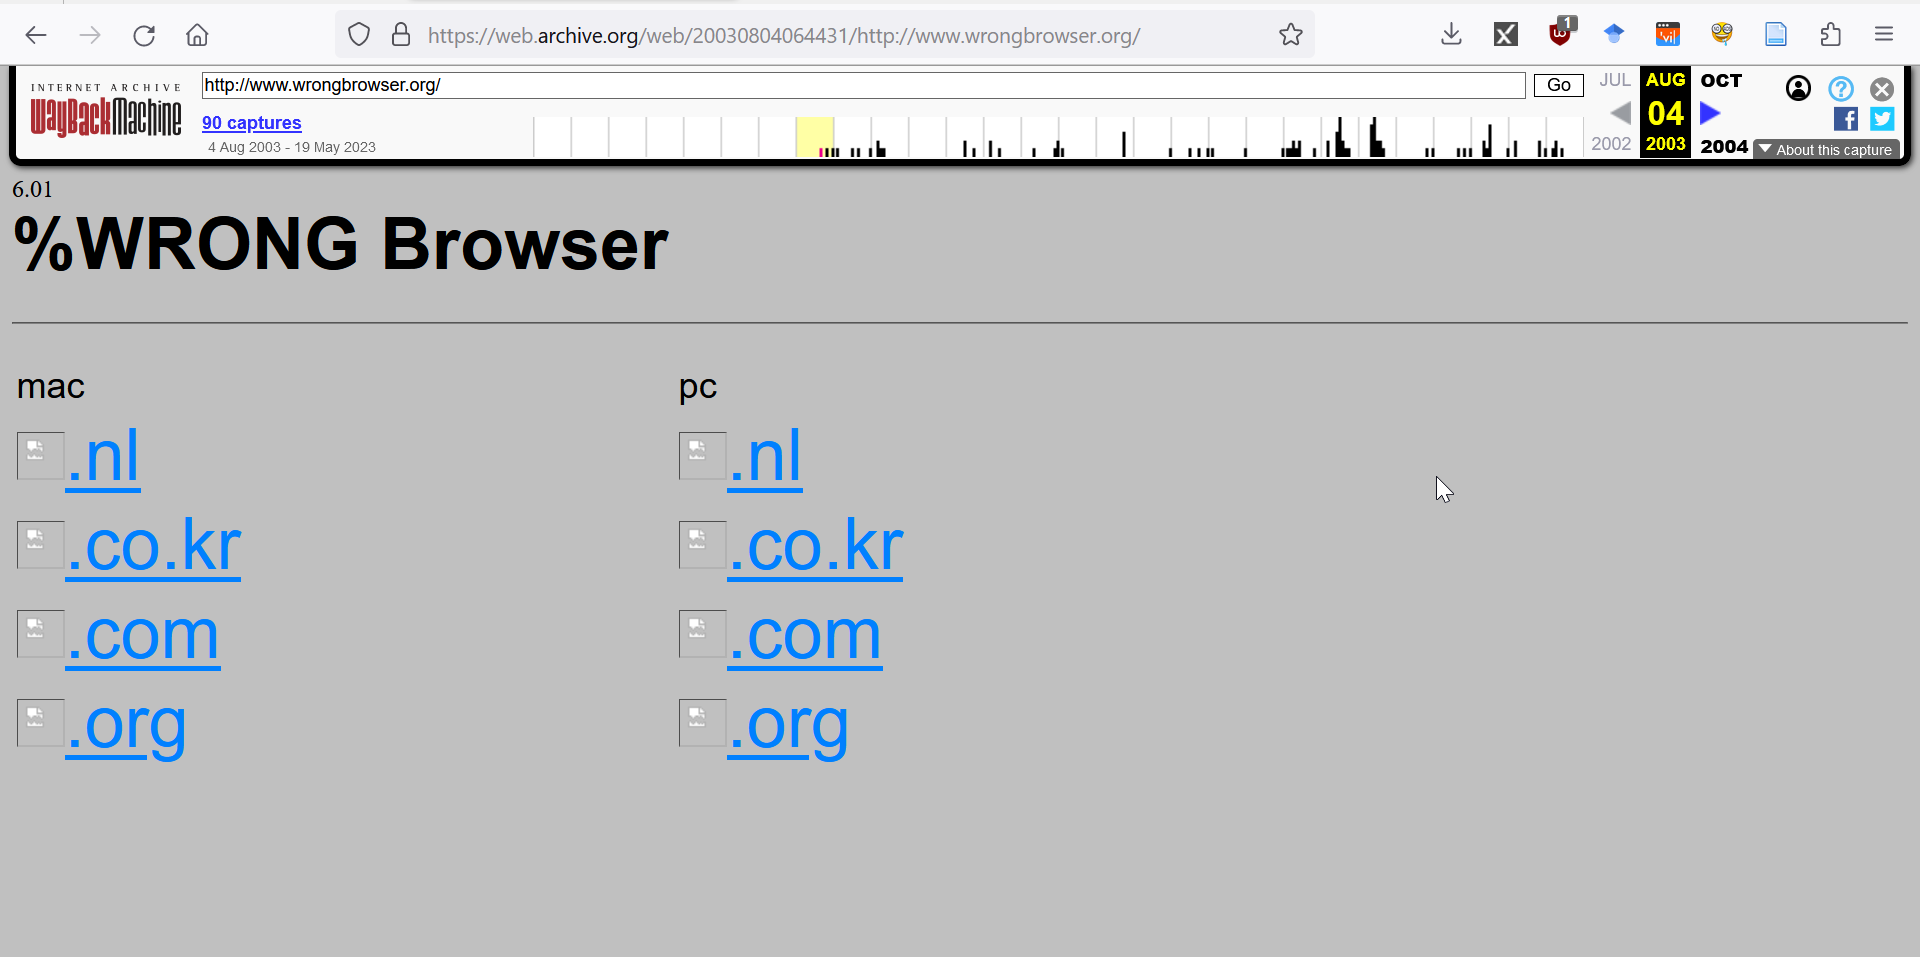 https://web.archive.org/web/20030804064431/http://www.wrongbrowser.org/
1
INTERNET ARCHIVE
WayBackMachine
http://www.wrongbrowser.org/
Go
JUL
AUG
OCT
90 captures
04
4 Aug 2003 - 19 May 2023
2002
2003
2004
About this capture
6.01
%WRONG Browser
mac
pc
.nl
.nl
.co.kr
.co.kr
.com
.com
.org
.org